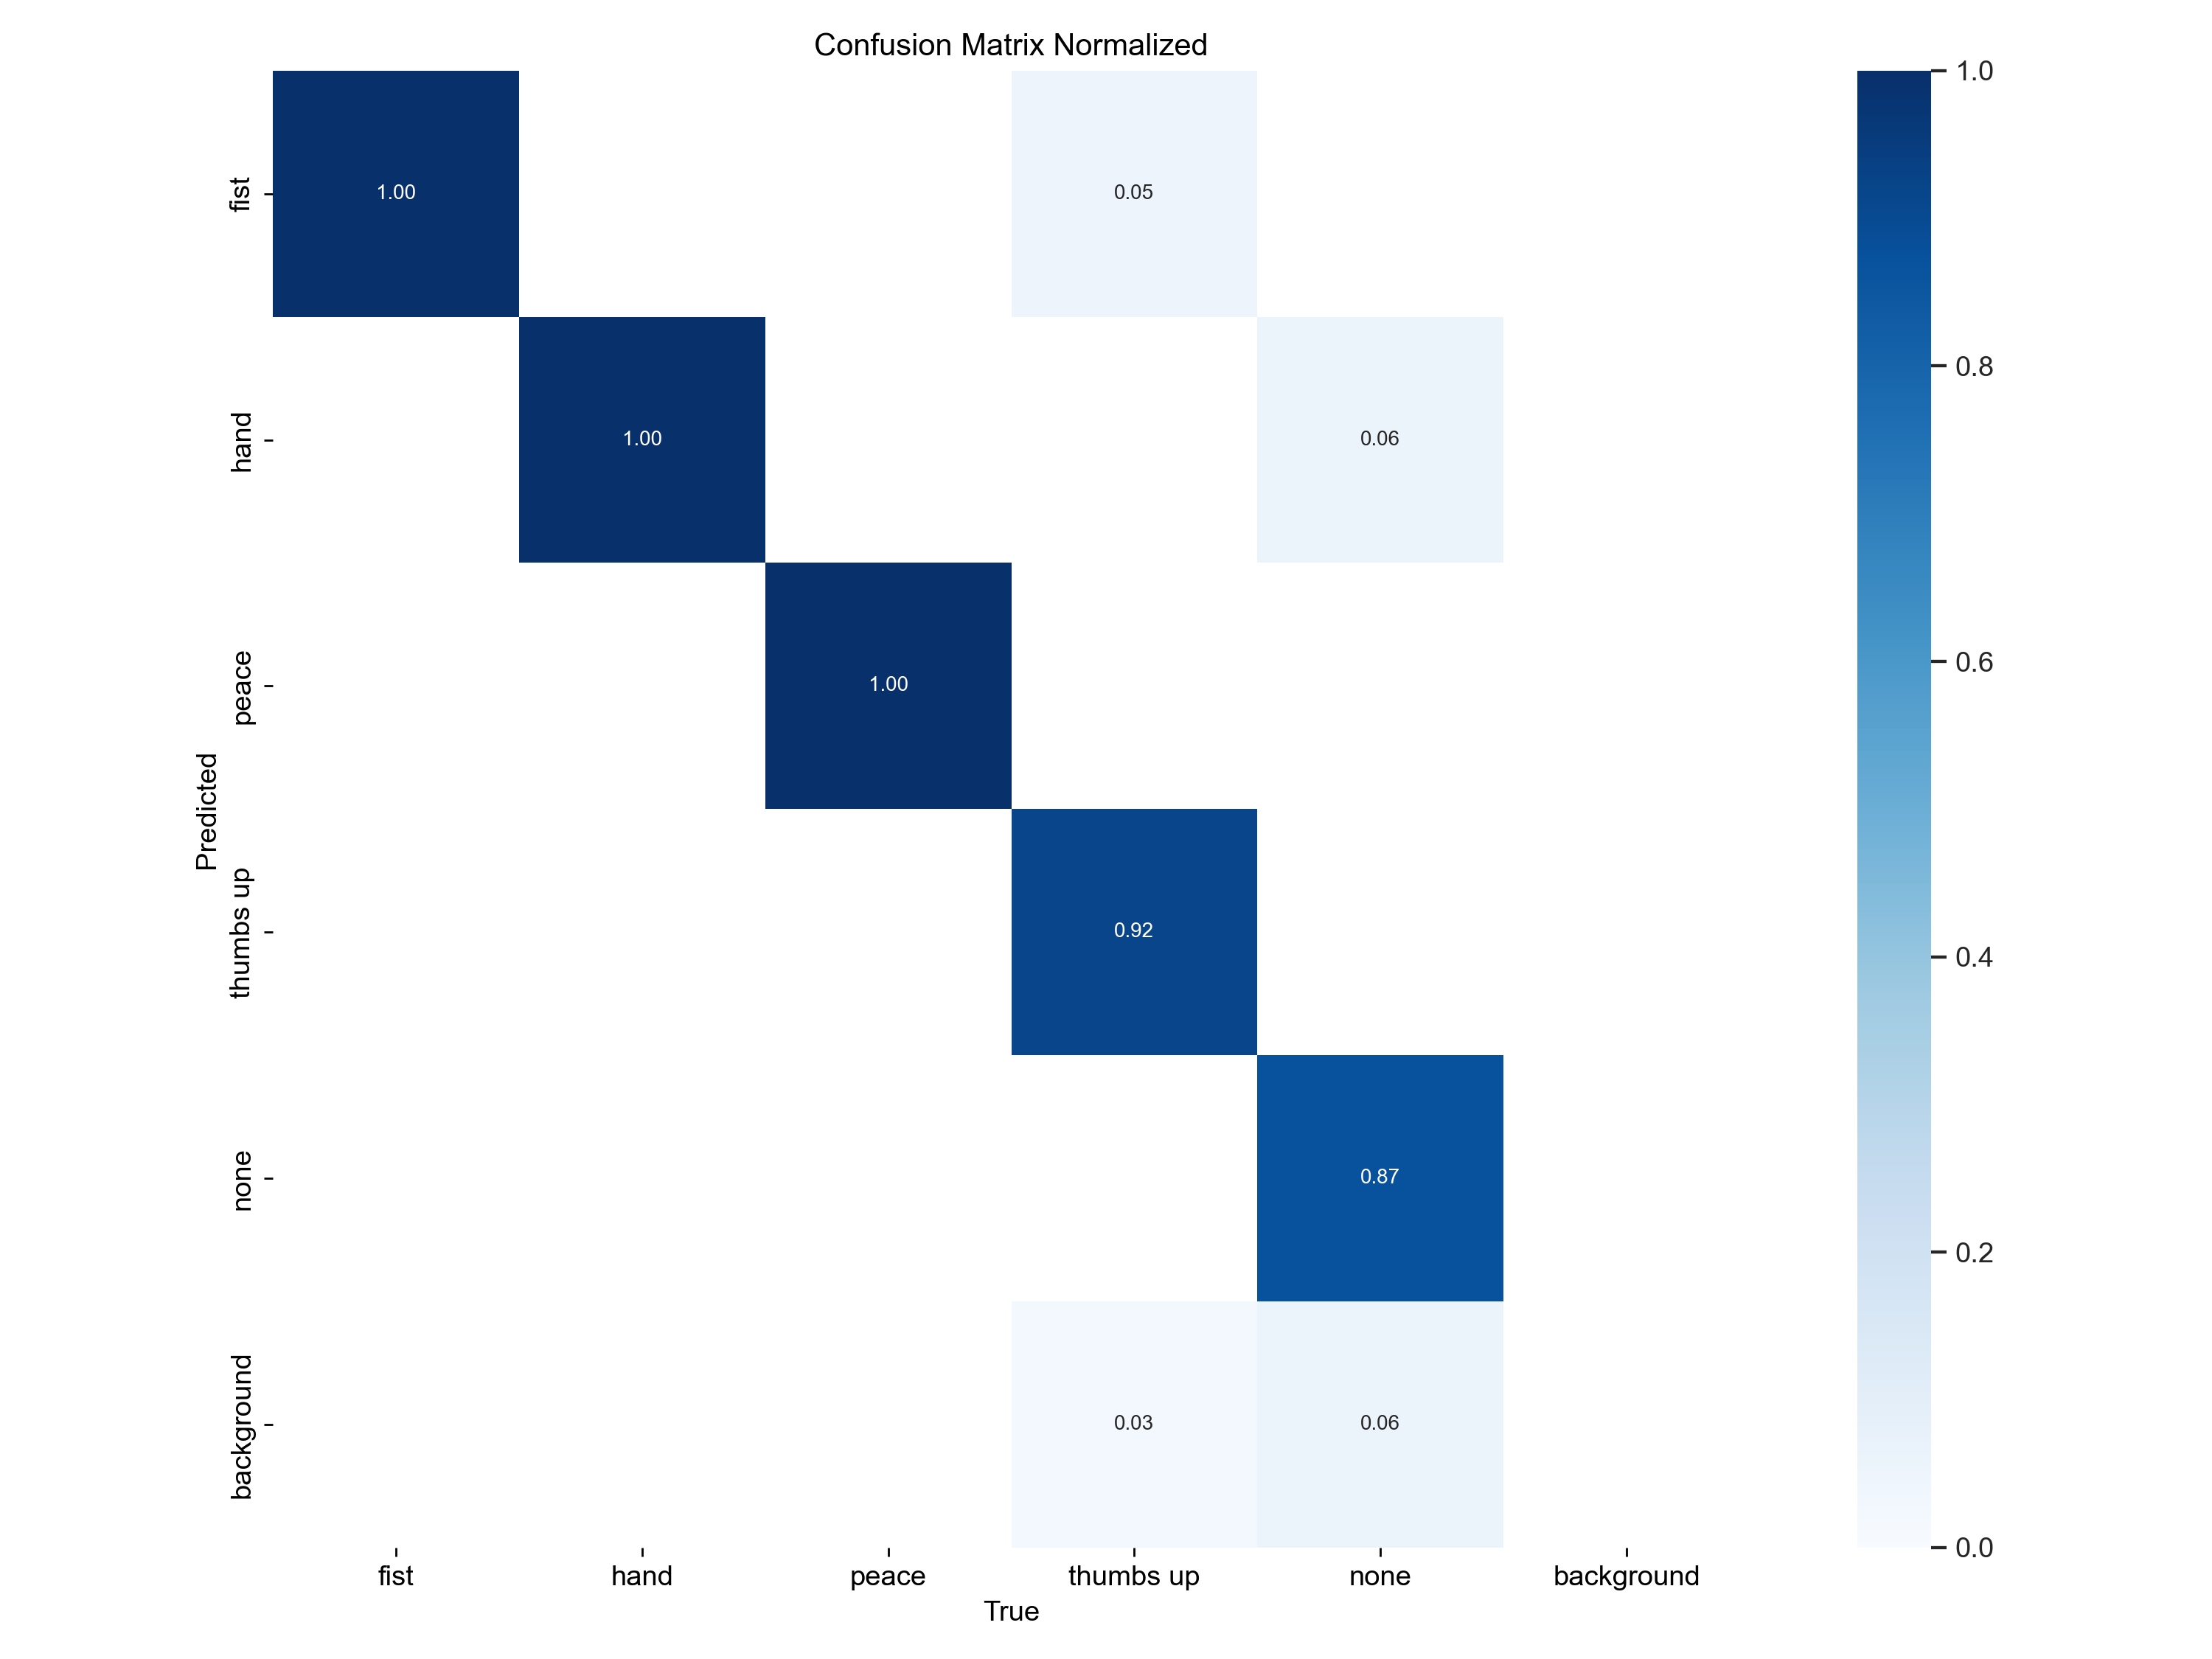 Confusion Matrix Normalized
fist
1.00
0.05
hand
1.00
0.06
peace
1.00
thumbs up
0.92
none
0.87
background
0.03
0.06
Predicted
fist
hand
peace
thumbs up
none
background
True
1.0
0.8
0.6
0.4
0.2
0.0